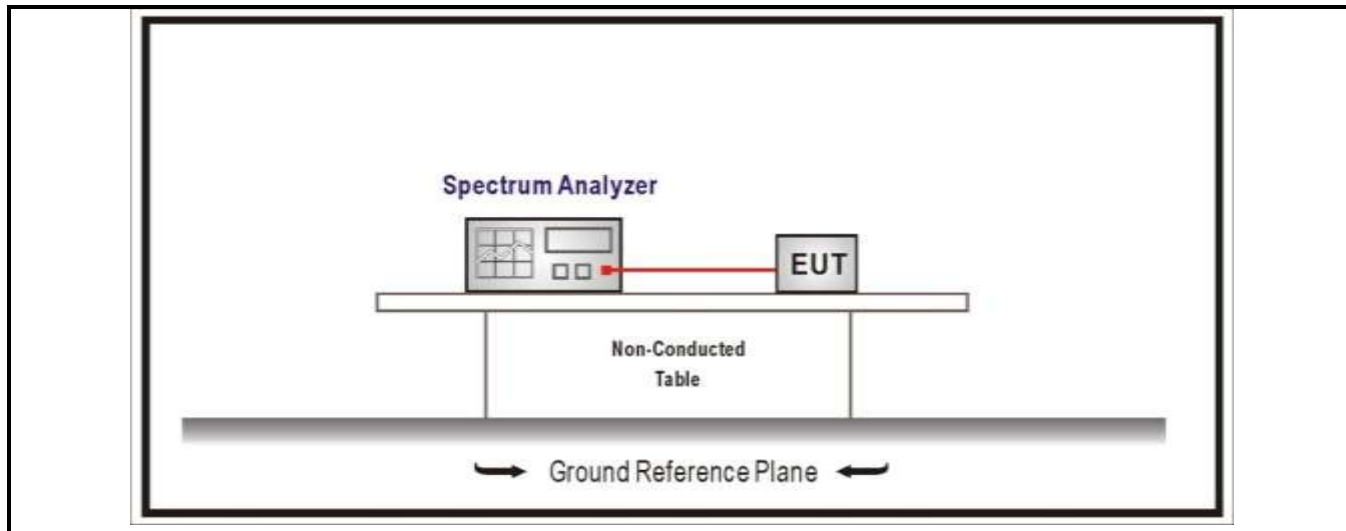 Spectrum Analyzer
EUT
Non-Conducted
Table
Ground Reference Plane